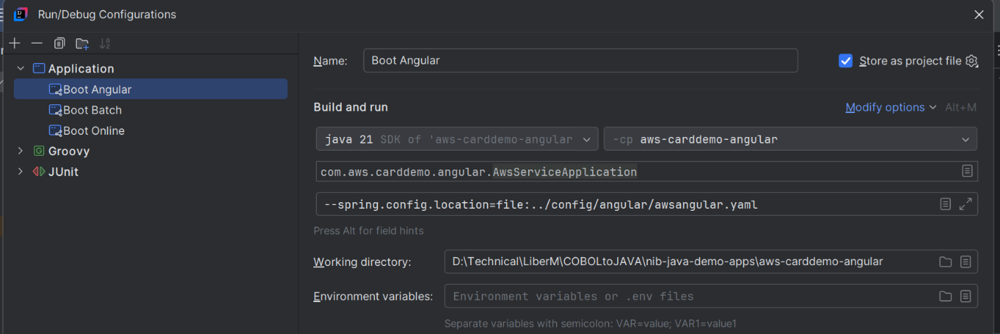 Run/Debug Configurations
Application
Boot Angular
Boot Batch
Boot Online
Groovy
JUnit
Name: Boot Angular Store as project file
Build and run Modify options Alt+M
java 21 SDK of 'aws-carddemo-angular -cp aws-carddemo-angular
com.aws.carddemo.angular.AwsServiceApplication
--spring.config.location=file:../config/angular/awsangular.yaml
Press Alt for field hints
Working directory: D:\Technical\LiberM\COBOLtoJAVA\nib-java-demo-apps\aws-carddemo-angular
Environment variables: Environment variables or .env files
Separate variables with semicolon: VAR=value; VAR1=value1